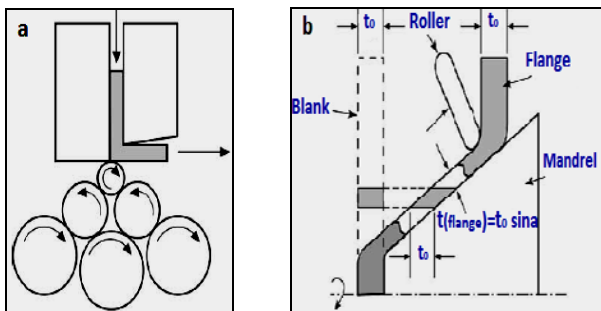 a
b
t₀
Roller
t₀
Flange
Blank
Mandrel
t(flange)=t₀ sina
t₀